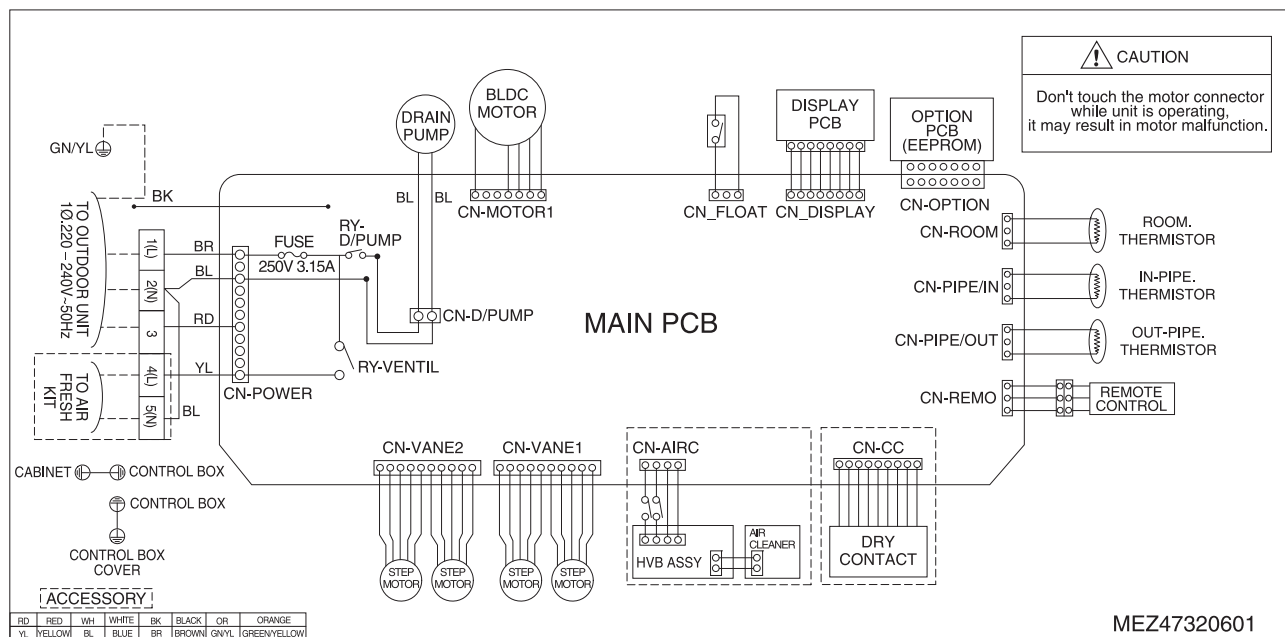 CAUTION
Don't touch the motor connector
while unit is operating,
it may result in motor malfunction.
BLDC
MOTOR
DRAIN
PUMP
DISPLAY
PCB
OPTION
PCB
(EEPROM)
GN/YL
BK
BL
BL
CN-MOTOR1
CN_FLOAT
CN_DISPLAY
CN-OPTION
TO OUTDOOR UNIT
1Ø.220 – 240V~50Hz
1(L)
2(N)
3
4(L)
5(N)
BR
BL
RD
YL
BL
FUSE
250V 3.15A
RY-
D/PUMP
CN-D/PUMP
RY-VENTIL
CN-POWER
TO AIR
FRESH
KIT
MAIN PCB
CN-ROOM
ROOM.
THERMISTOR
CN-PIPE/IN
IN-PIPE.
THERMISTOR
CN-PIPE/OUT
OUT-PIPE.
THERMISTOR
CN-REMO
REMOTE
CONTROL
CABINET
CONTROL BOX
CONTROL BOX
CONTROL BOX
COVER
ACCESSORY
CN-VANE2
CN-VANE1
CN-AIRC
CN-CC
STEP
MOTOR
STEP
MOTOR
STEP
MOTOR
STEP
MOTOR
HVB ASSY
AIR
CLEANER
DRY
CONTACT
RD RED WH WHITE BK BLACK OR ORANGE
YL YELLOW BL BLUE BR BROWN GN/YL GREEN/YELLOW
MEZ47320601